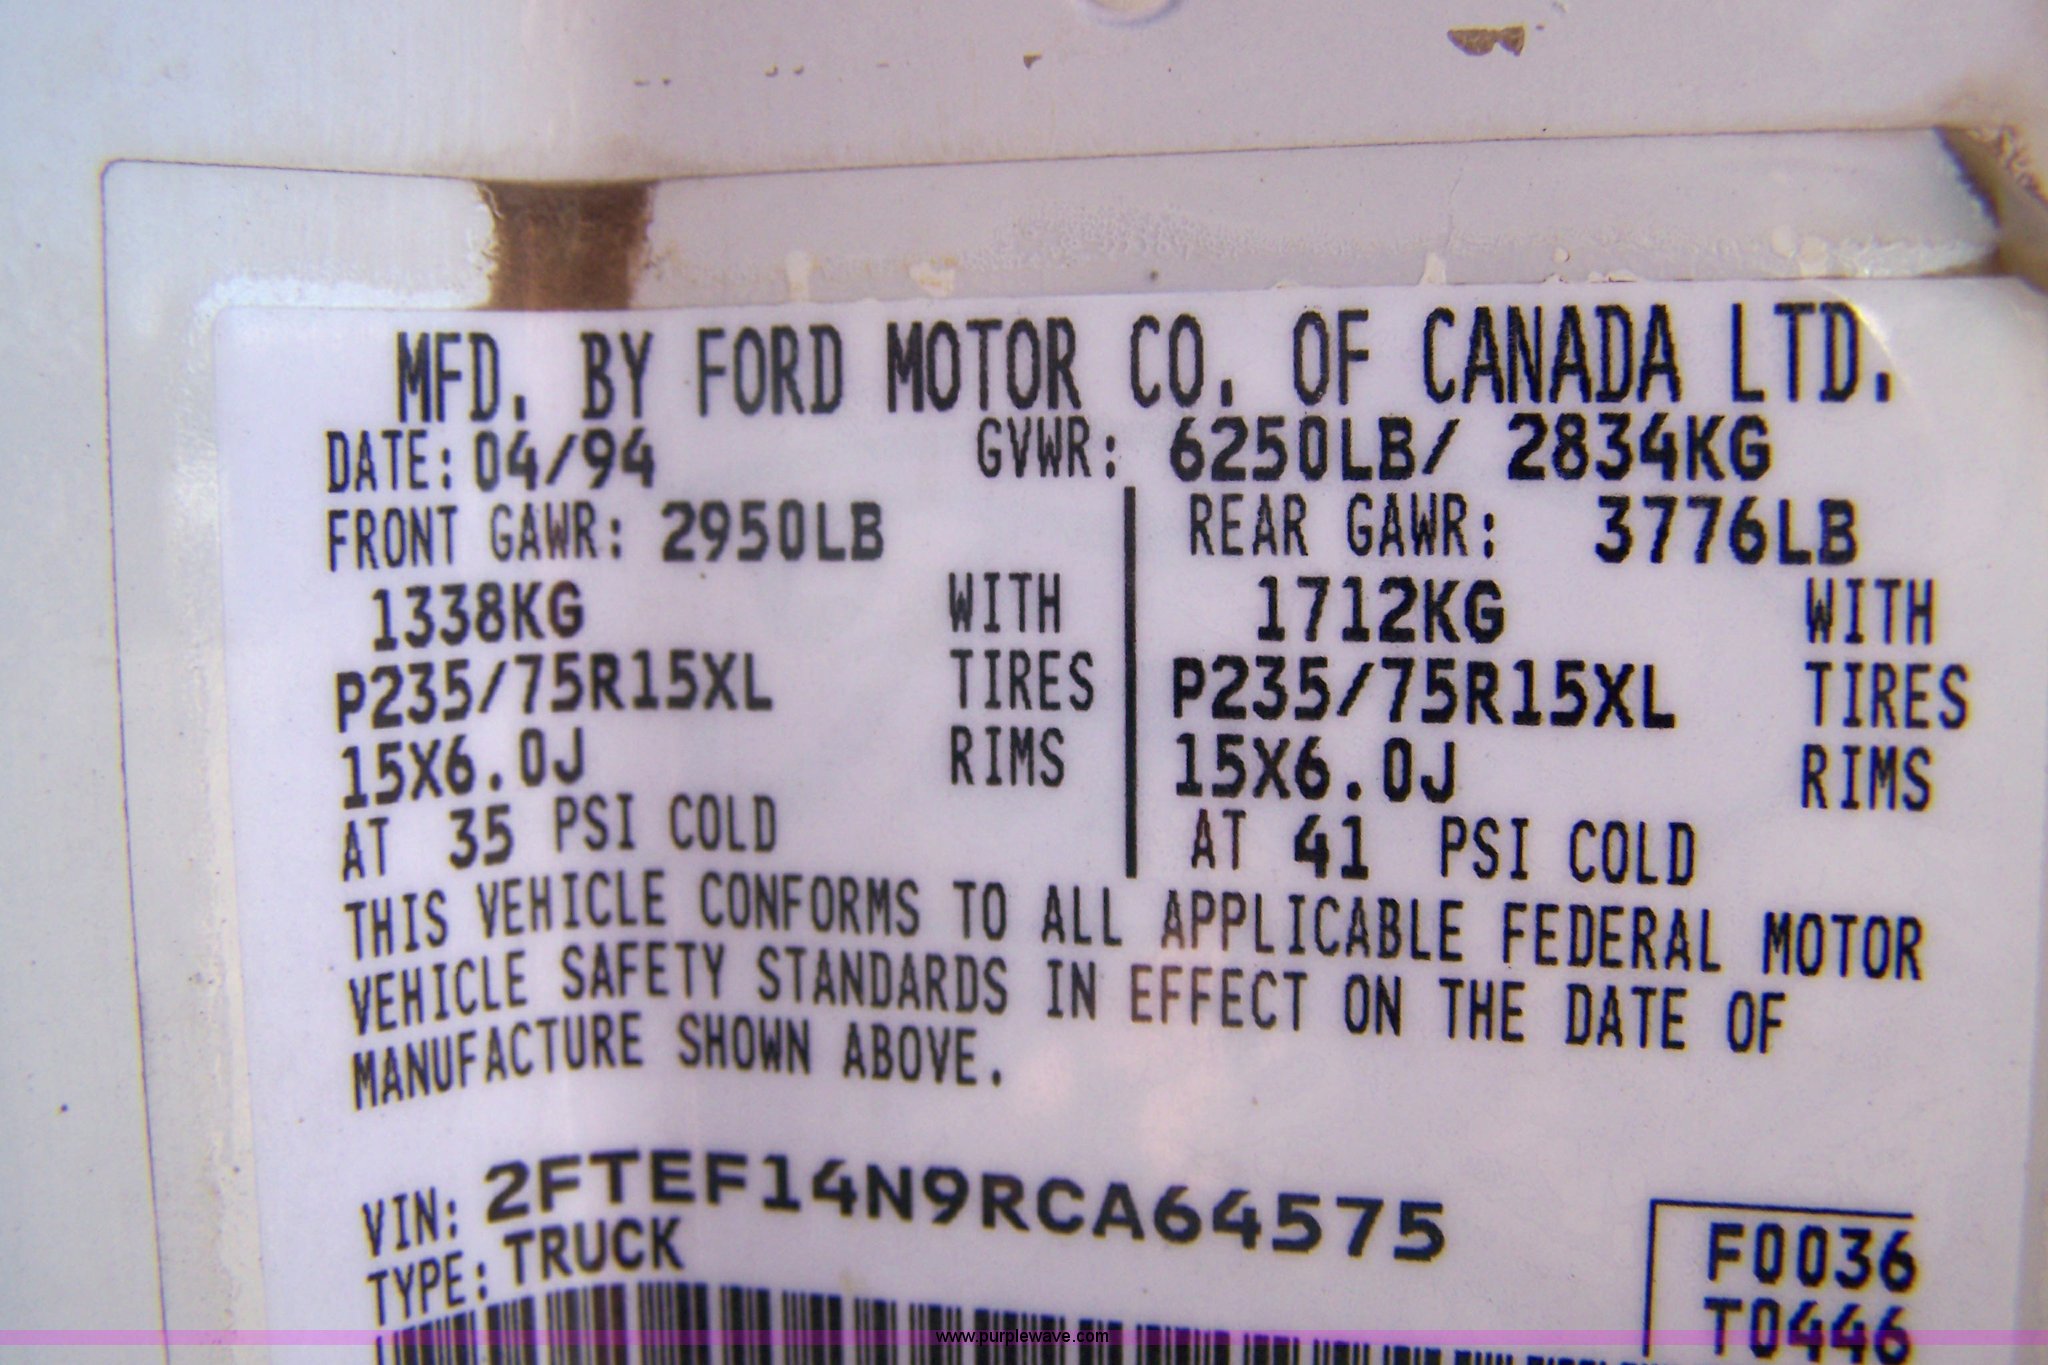 MFD. BY FORD MOTOR CO. OF CANADA LTD.
DATE: 04/94 GVWR: 6250LB/ 2834KG
FRONT GAWR: 2950LB REAR GAWR: 3776LB
1338KG WITH 1712KG WITH
P235/75R15XL TIRES P235/75R15XL TIRES
15X6.0J RIMS 15X6.0J RIMS
AT 35 PSI COLD AT 41 PSI COLD
THIS VEHICLE CONFORMS TO ALL APPLICABLE FEDERAL MOTOR
VEHICLE SAFETY STANDARDS IN EFFECT ON THE DATE OF
MANUFACTURE SHOWN ABOVE.
VIN: 2FTEF14N9RCA64575
TYPE: TRUCK
F0036
T0446
www.purplewave.com